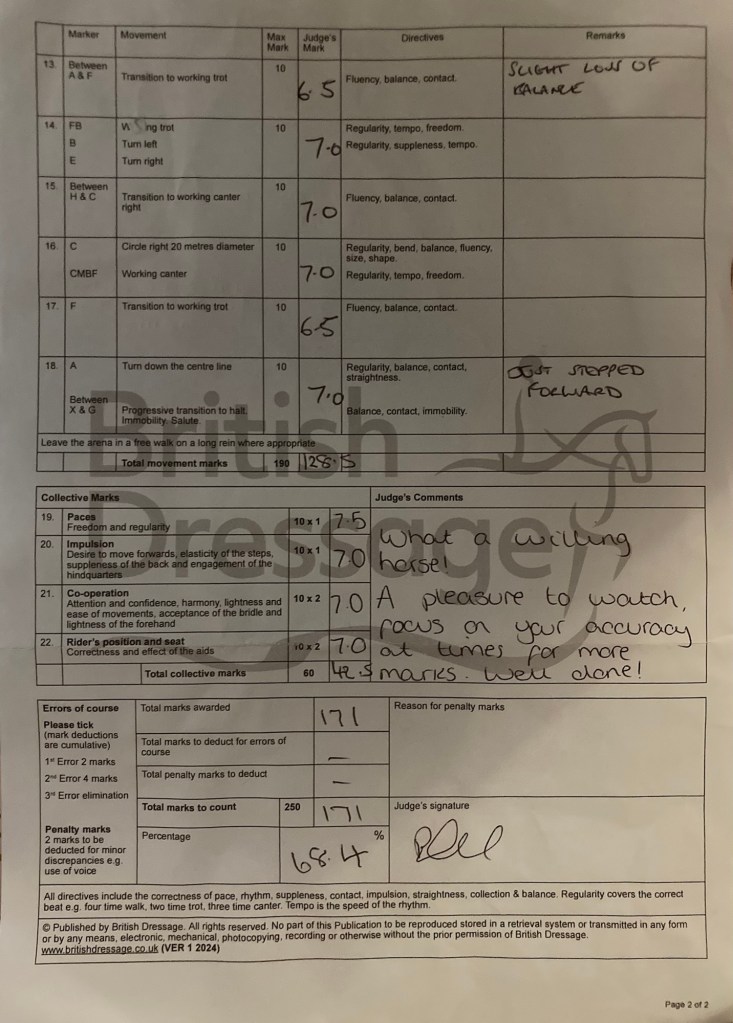 Marker Movement Max Mark Judge's Mark Directives Remarks
13. Between A & F Transition to working trot 10 6.5 Fluency, balance, contact. SLIGHT LOSS OF
BALANCE
14. FB ing trot 10 Regularity, tempo, freedom.
B Turn left 7.0 Regularity, suppleness, tempo.
E Turn right
15. Between H & C Transition to working canter right 10 7.0 Fluency, balance, contact.
16. C Circle right 20 metres diameter 10 Regularity, bend, balance, fluency, size, shape.
CMBF Working canter 7.0 Regularity, tempo, freedom.
17. F Transition to working trot 10 6.5 Fluency, balance, contact.
18. A Turn down the centre line 10 Regularity, balance, contact, straightness. JUST STEPPED
FORWARD
Between X & G Progressive transition to halt. Immobility. Salute. 7.0 Balance, contact, immobility.
Leave the arena in a free walk on a long rein where appropriate
Total movement marks 190 128.5
British
Dressage
Collective Marks Judge's Comments
19. Paces 10 x 1 7.5
Freedom and regularity
20. Impulsion 10 x 1 7.0
Desire to move forwards, elasticity of the steps,
suppleness of the back and engagement of the
hindquarters
21. Co-operation 10 x 2 7.0
Attention and confidence, harmony, lightness and
ease of movements, acceptance of the bridle and
lightness of the forehand
22. Rider's position and seat 10 x 2 7.0
Correctness and effect of the aids
Total collective marks 60 42.5
What a willing
horse!
A pleasure to watch,
focus on your accuracy
at times for more
marks. Well done!
Errors of course
Please tick
(mark deductions
are cumulative)
1st Error 2 marks
2nd Error 4 marks
3rd Error elimination
Penalty marks
2 marks to be
deducted for minor
discrepancies e.g.
use of voice
Total marks awarded 171
Total marks to deduct for errors of
course –
Total penalty marks to deduct –
Total marks to count 250 171
Percentage 68.4 %
Reason for penalty marks
Judge's signature
All directives include the correctness of pace, rhythm, suppleness, contact, impulsion, straightness, collection & balance. Regularity covers the correct
beat e.g. four time walk, two time trot, three time canter. Tempo is the speed of the rhythm.
© Published by British Dressage. All rights reserved. No part of this Publication to be reproduced stored in a retrieval system or transmitted in any form
or by any means, electronic, mechanical, photocopying, recording or otherwise without the prior permission of British Dressage.
www.britishdressage.co.uk (VER 1 2024)
Page 2 of 2